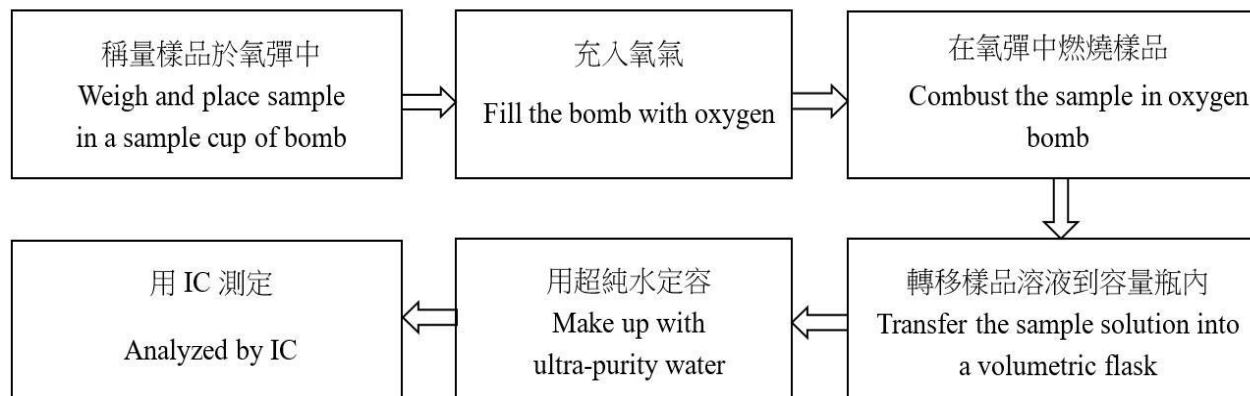 稱量樣品於氧彈中
Weigh and place sample
in a sample cup of bomb
充入氧氣
Fill the bomb with oxygen
在氧彈中燃燒樣品
Combust the sample in oxygen
bomb
轉移樣品溶液到容量瓶內
Transfer the sample solution into
a volumetric flask
用超純水定容
Make up with
ultra-purity water
用 IC 測定
Analyzed by IC